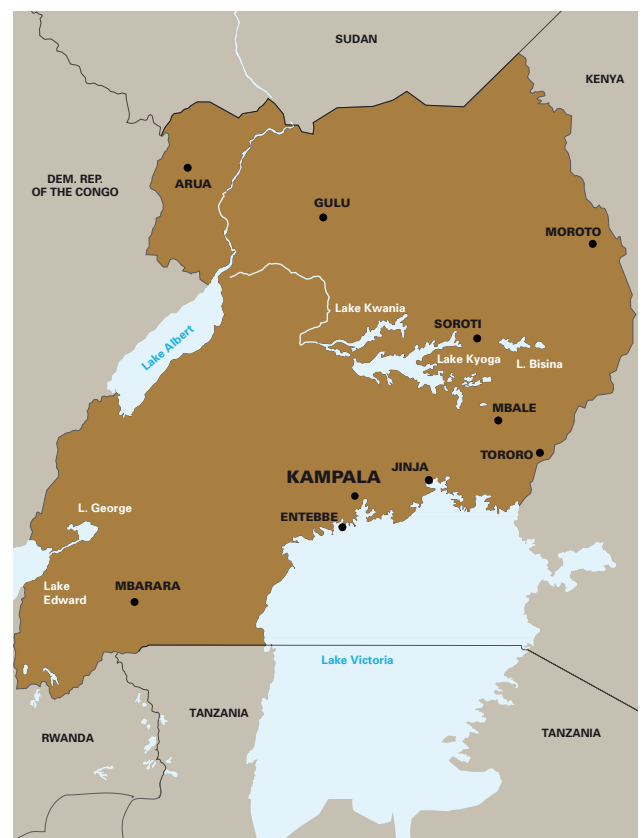 SUDAN
KENYA
DEM. REP.
OF THE CONGO
ARUA
GULU
MOROTO
Lake Kwania
SOROTI
Lake Albert
Lake Kyoga
L. Bisina
MBALE
TORORO
JINJA
KAMPALA
L. George
ENTEBBE
Lake
Edward
MBARARA
Lake Victoria
TANZANIA
RWANDA
TANZANIA